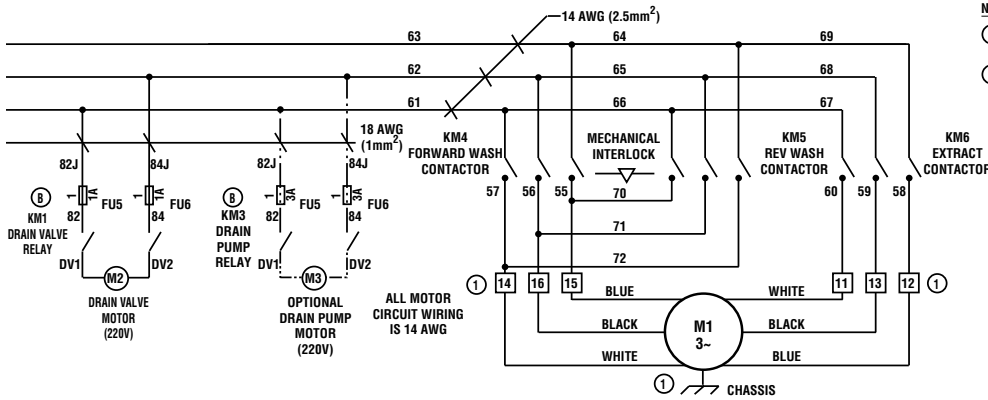 14 AWG (2.5mm2)
N
63 64 69
62 65 68
61 66 67
18 AWG
(1mm2)
82J 84J 82J 84J
KM4
FORWARD WASH
CONTACTOR
MECHANICAL
INTERLOCK
KM5
REV WASH
CONTACTOR
KM6
EXTRACT
CONTACTOR
57 56 55 70 60 59 58
B
KM1
DRAIN VALVE
RELAY
1 1A FU5
1 1A FU6
82 84
B
KM3
DRAIN
PUMP
RELAY
1 3A FU5
1 3A FU6
82 84
71
72
DV1 M2 DV2
DV1 M3 DV2
DRAIN VALVE
MOTOR
(220V)
OPTIONAL
DRAIN PUMP
MOTOR
(220V)
ALL MOTOR
CIRCUIT WIRING
IS 14 AWG
1 14 16 15 11 13 12 1
BLUE WHITE
BLACK BLACK
WHITE BLUE
M1
3~
1 CHASSIS